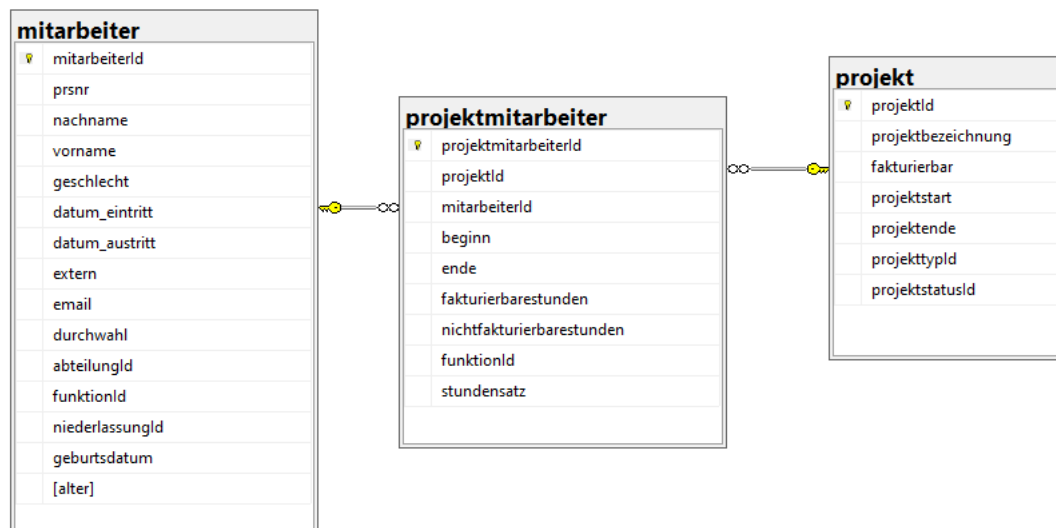 mitarbeiter
mitarbeiterId
prsnr
nachname
vorname
geschlecht
datum_eintritt
datum_austritt
extern
email
durchwahl
abteilungId
funktionId
niederlassungId
geburtsdatum
[alter]
projektmitarbeiter
projektmitarbeiterId
projektId
mitarbeiterId
beginn
ende
fakturierbarestunden
nichtfakturierbarestunden
funktionId
stundensatz
projekt
projektId
projektbezeichnung
fakturierbar
projektstart
projektende
projekttypId
projektstatusId